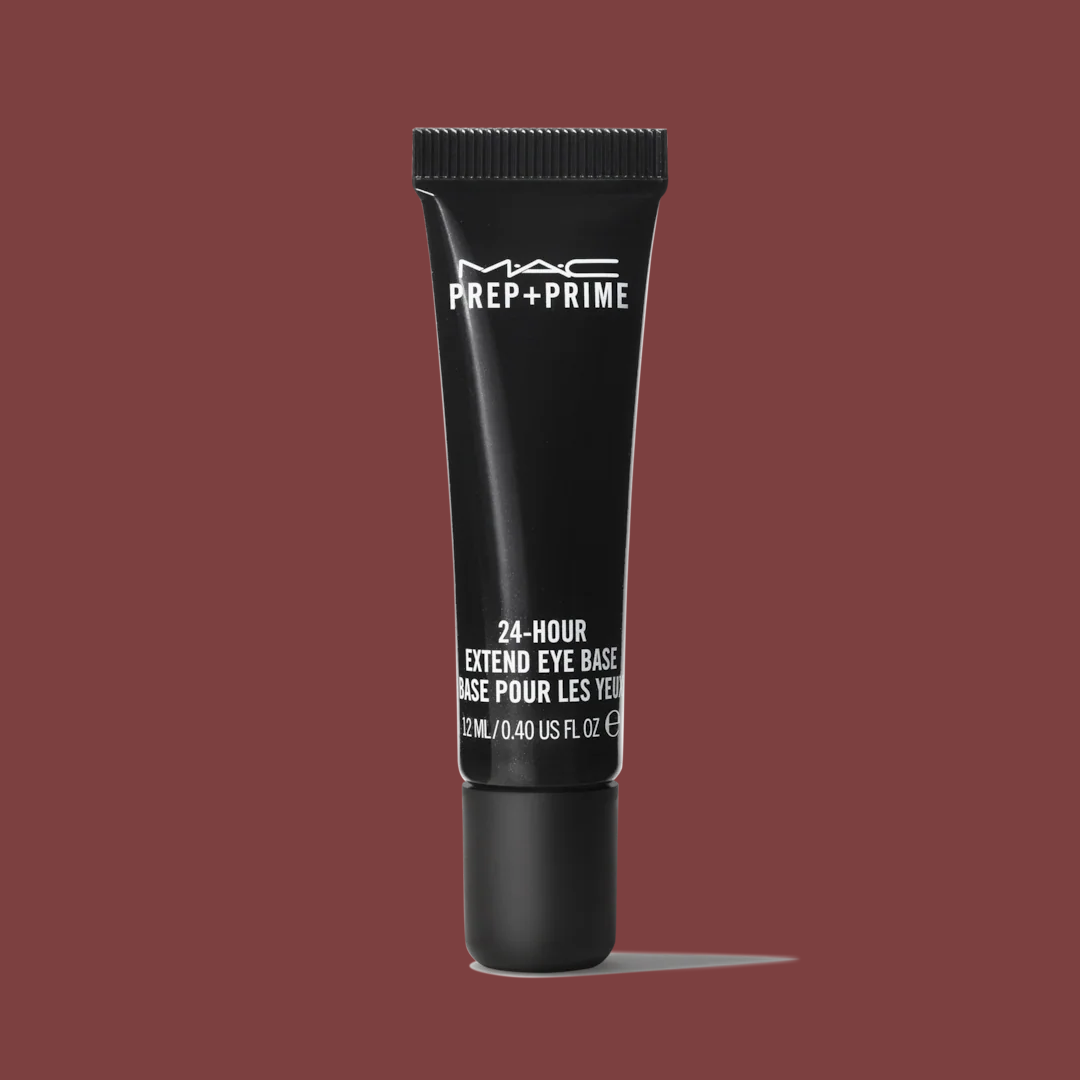 M·A·C
PREP+PRIME
24-HOUR
EXTEND EYE BASE
BASE POUR LES YEUX
12 ML / 0.40 US FL OZ ℮